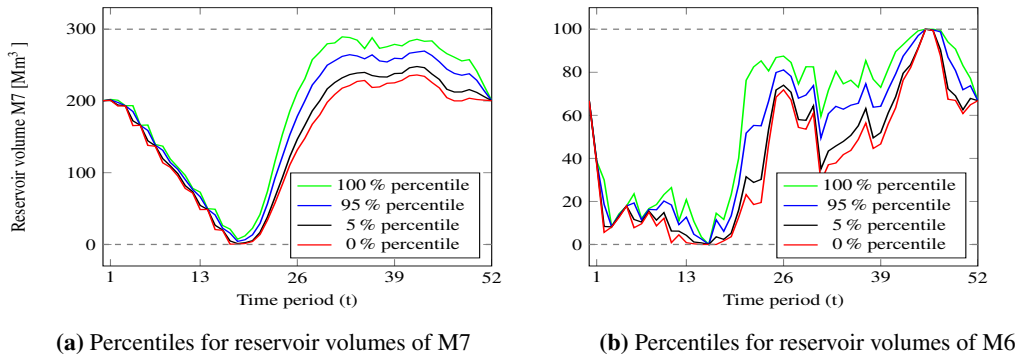 300
200
100
0
Reservoir volume M7 [Mm³ ]
100 % percentile
95 % percentile
5 % percentile
0 % percentile
1
13
26
39
52
Time period (t)
(a) Percentiles for reservoir volumes of M7
100
80
60
40
20
0
100 % percentile
95 % percentile
5 % percentile
0 % percentile
1
13
26
39
52
Time period (t)
(b) Percentiles for reservoir volumes of M6